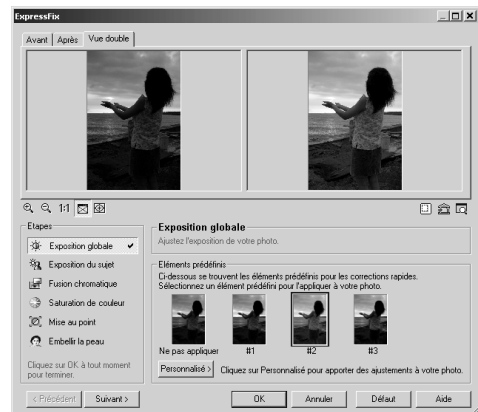 ExpressFix
Avant Après Vue double
1:1
Etapes
Exposition globale
Exposition du sujet
Fusion chromatique
Saturation de couleur
Mise au point
Embellir la peau
Cliquez sur OK à tout moment
pour terminer.
Exposition globale
Ajustez l'exposition de votre photo.
Eléments prédéfinis
Ci-dessous se trouvent les éléments prédéfinis pour les corrections rapides.
Sélectionnez un élément prédéfini pour l'appliquer à votre photo.
Ne pas appliquer #1 #2 #3
Personnalisé > Cliquez sur Personnalisé pour apporter des ajustements à votre photo.
< Précédent Suivant > OK Annuler Défaut Aide